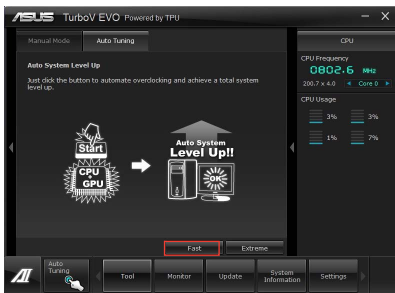 ASUS TurboV EVO Powered by TPU
Manual Mode
Auto Tuning
CPU
Auto System Level Up
Just click the button to automate overclocking and achieve a total system
level up.
Start
CPU
GPU
Auto System
Level Up!!
OK
Fast
Extreme
CPU Frequency
0802.6 MHz
200.7 x 4.0
Core 0
CPU Usage
3%
3%
1%
7%
Auto
Tuning
Tool
Monitor
Update
System
Information
Settings